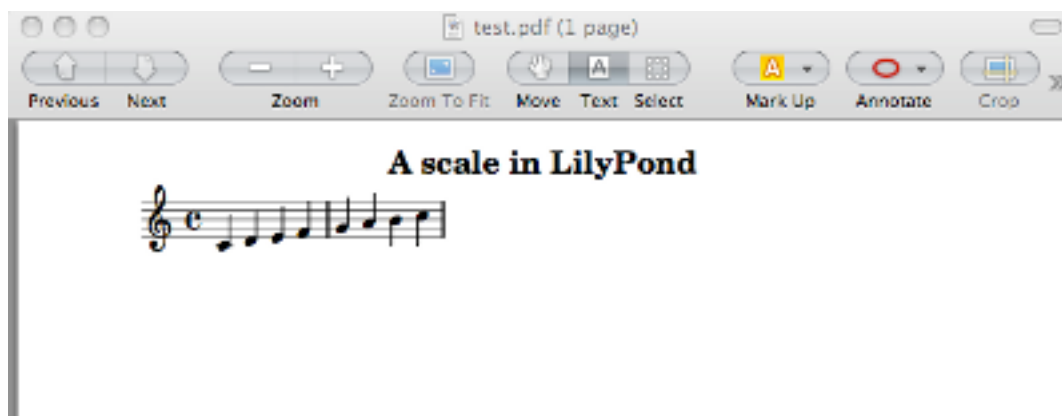 test.pdf (1 page)
Previous Next Zoom Zoom To Fit Move Text Select Mark Up Annotate Crop
A scale in LilyPond